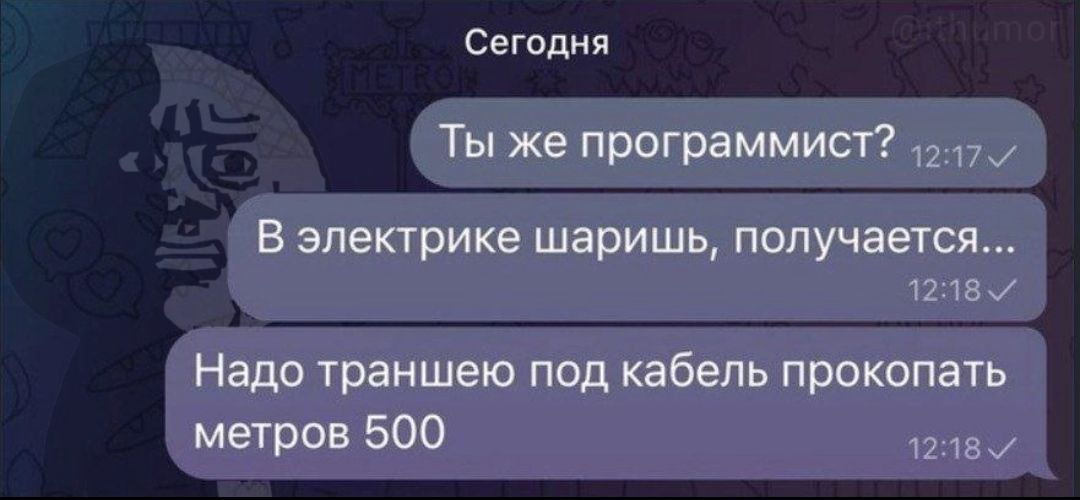 @ithumor
Сегодня
METRO
Ты же программист? 12:17
В электрике шаришь, получается...
12:18
Надо траншею под кабель прокопать
метров 500
12:18